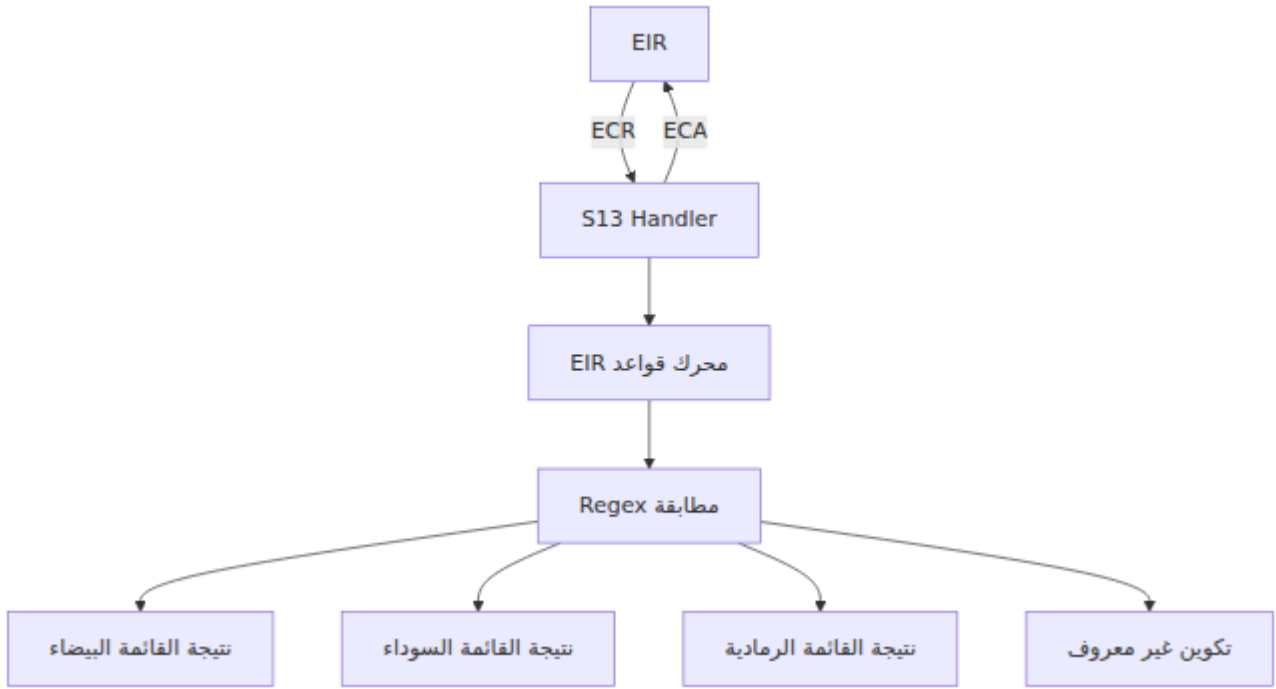 EIR
ECR
ECA
S13 Handler
محرك قواعد EIR
مطابقة Regex
نتيجة القائمة البيضاء
نتيجة القائمة السوداء
نتيجة القائمة الرمادية
تكوين غير معروف